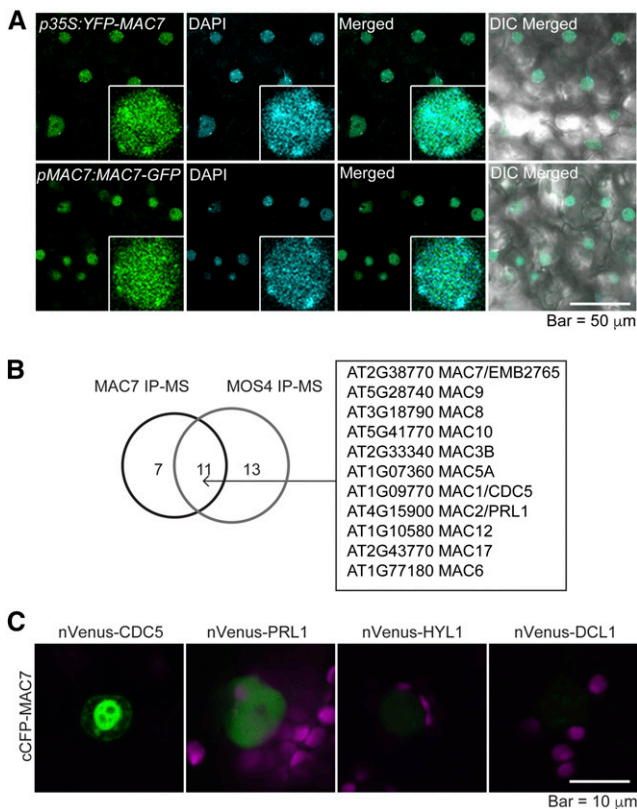 A
p35S:YFP-MAC7 DAPI Merged DIC Merged
pMAC7:MAC7-GFP DAPI Merged DIC Merged
Bar = 50 μm
B
MAC7 IP-MS MOS4 IP-MS
7 11 13
AT2G38770 MAC7/EMB2765
AT5G28740 MAC9
AT3G18790 MAC8
AT5G41770 MAC10
AT2G33340 MAC3B
AT1G07360 MAC5A
AT1G09770 MAC1/CDC5
AT4G15900 MAC2/PRL1
AT1G10580 MAC12
AT2G43770 MAC17
AT1G77180 MAC6
C
nVenus-CDC5 nVenus-PRL1 nVenus-HYL1 nVenus-DCL1
cCFP-MAC7
Bar = 10 μm